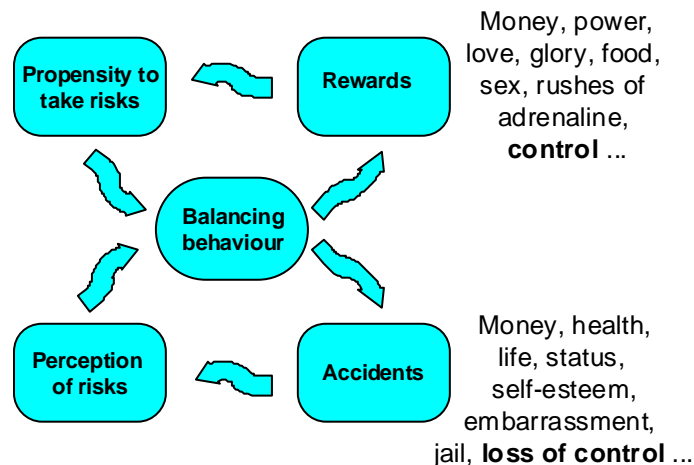 Propensity to
take risks
Rewards
Money, power,
love, glory, food,
sex, rushes of
adrenaline,
control ...
Balancing
behaviour
Perception
of risks
Accidents
Money, health,
life, status,
self-esteem,
embarrassment,
jail, loss of control ...